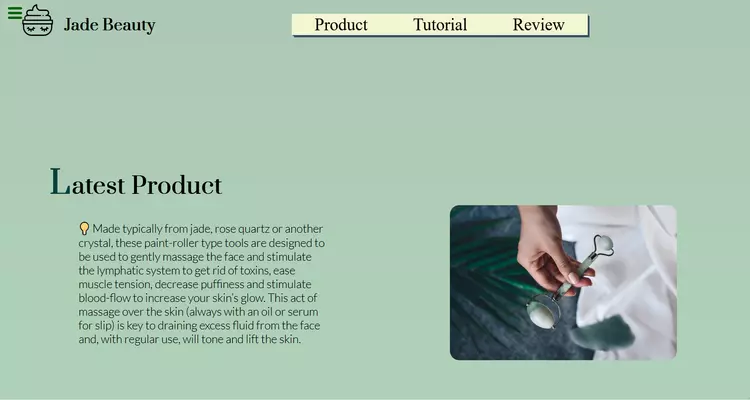 Jade Beauty
Product Tutorial Review
Latest Product
Made typically from jade, rose quartz or another
crystal, these paint-roller type tools are designed to
be used to gently massage the face and stimulate
the lymphatic system to get rid of toxins, ease
muscle tension, decrease puffiness and stimulate
blood-flow to increase your skin's glow. This act of
massage over the skin (always with an oil or serum
for slip) is key to draining excess fluid from the face
and, with regular use, will tone and lift the skin.